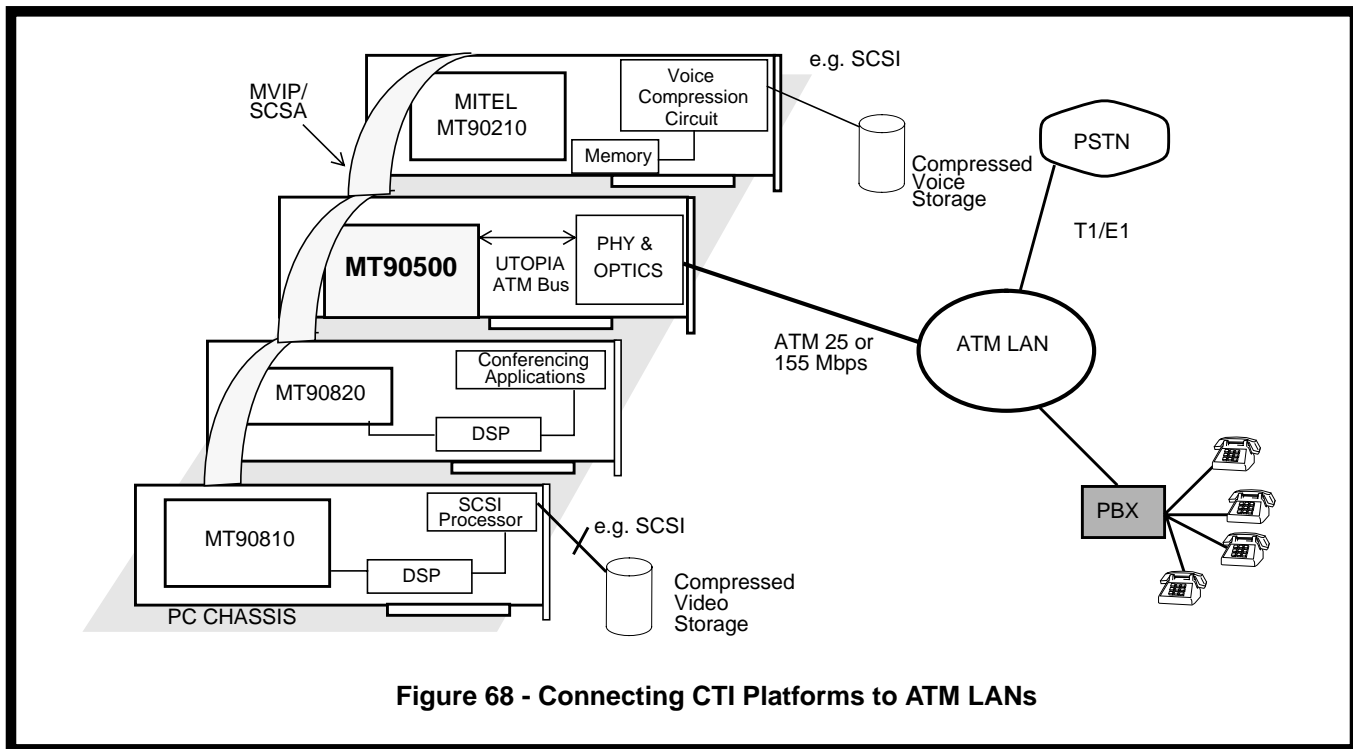 e.g. SCSI
MVIP/
SCSA
MITEL
MT90210
Voice
Compression
Circuit
Memory
Compressed
Voice
Storage
PSTN
T1/E1
MT90500
UTOPIA
ATM Bus
PHY &
OPTICS
ATM 25 or
155 Mbps
ATM LAN
MT90820
Conferencing
Applications
DSP
PBX
MT90810
SCSI
Processor
DSP
e.g. SCSI
Compressed
Video
Storage
PC CHASSIS
Figure 68 - Connecting CTI Platforms to ATM LANs